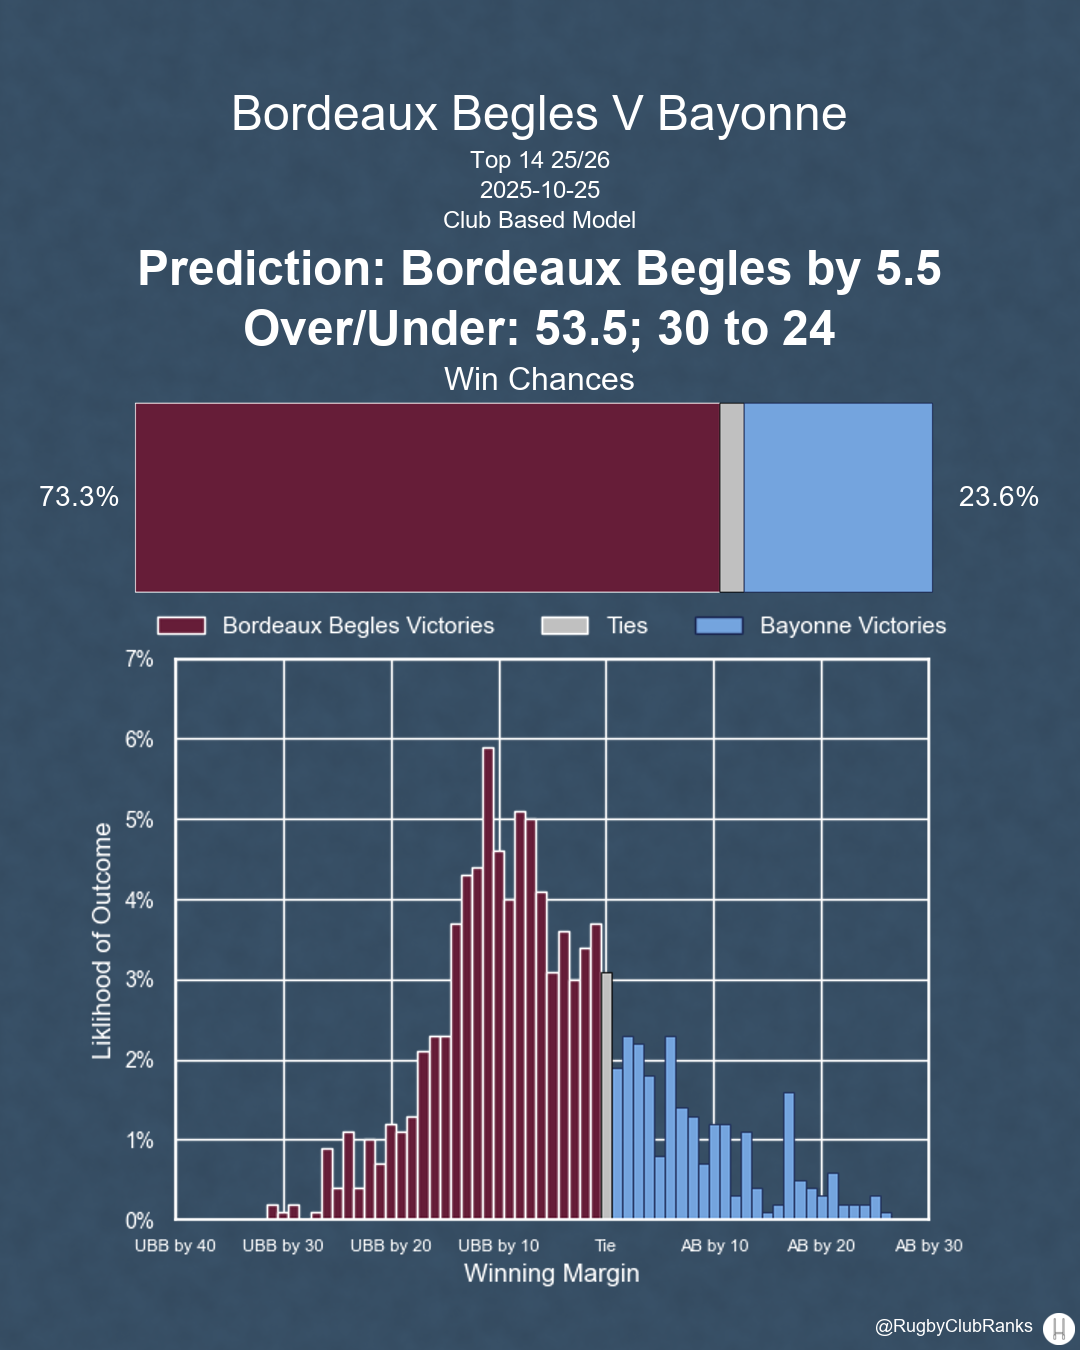 Bordeaux Begles V Bayonne
Top 14 25/26
2025-10-25
Club Based Model
Prediction: Bordeaux Begles by 5.5
Over/Under: 53.5; 30 to 24
Win Chances
73.3%
23.6%
Bordeaux Begles Victories
Ties
Bayonne Victories
7%
6%
5%
4%
3%
2%
1%
0%
Liklihood of Outcome
UBB by 40
UBB by 30
UBB by 20
UBB by 10
Tie
AB by 10
AB by 20
AB by 30
Winning Margin
@RugbyClubRanks